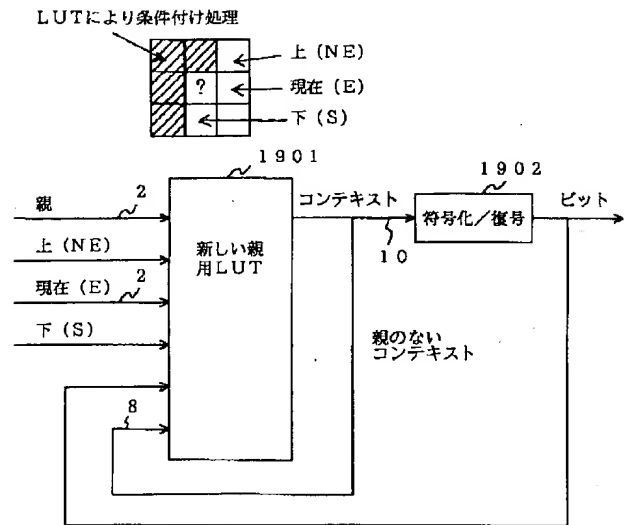 LUTにより条件付け処理
上(NE)
?
現在(E)
下(S)
1901
1902
親
2
コンテキスト
ビット
上(NE)
新しい親
用LUT
符号化/復号
10
現在(E)
2
下(S)
親のない
コンテキスト
8